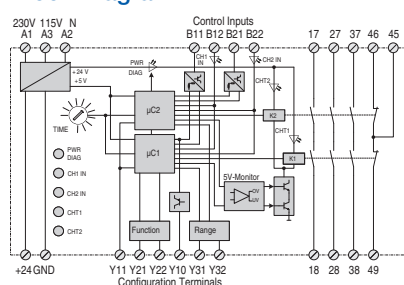 230V 115V N Control Inputs
A1 A3 A2 B11 B12 B21 B22 17 27 37 46 45
+24 V
+5 V
PWR
DIAG
CH1
IN
CH2 IN
CHT2
µC2
K2
TIME
CHT1
PWR
DIAG
µC1
K1
CH1 IN
5V-Monitor
CH2 IN
OV
UV
CHT1
CHT2
Function
Range
+24 GND Y11 Y21 Y22 Y10 Y31 Y32 18 28 38 49
Configuration Terminals